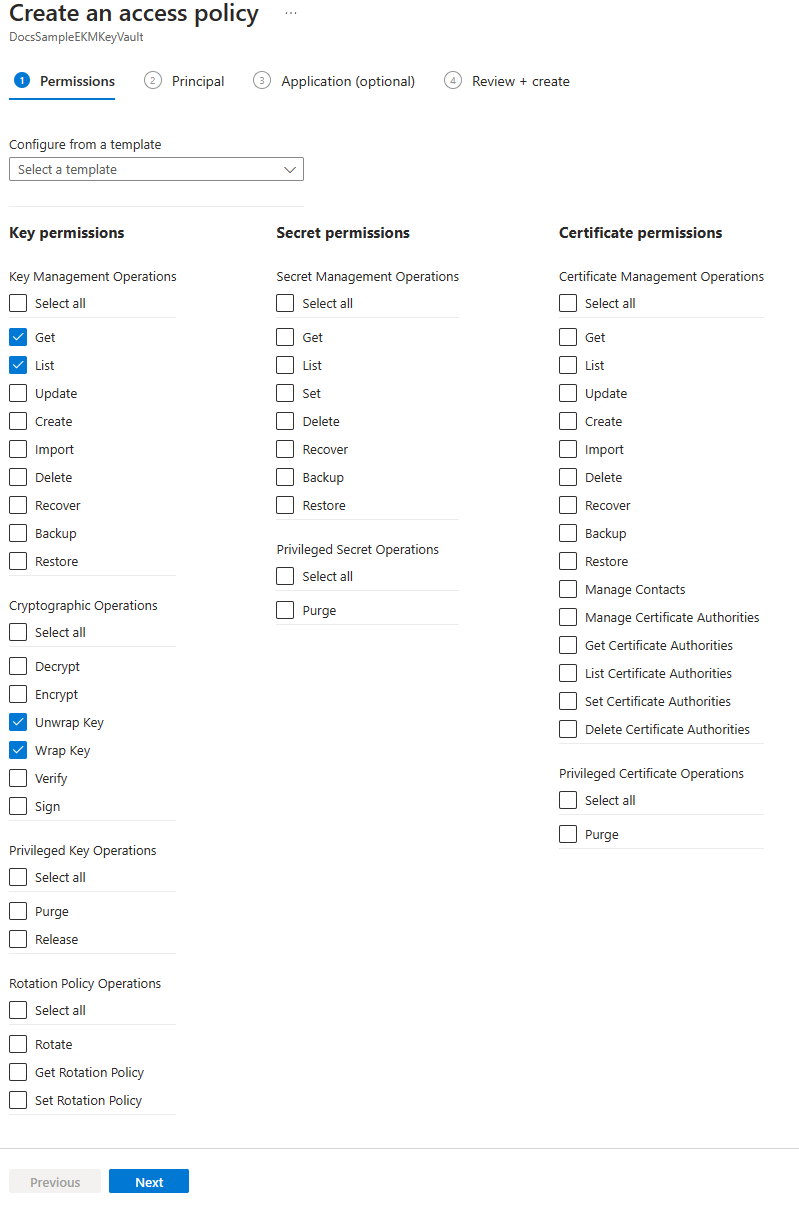 Create an access policy ...
DocsSampleEKMKeyVault
1 Permissions 2 Principal 3 Application (optional) 4 Review + create
Configure from a template
Select a template
Key permissions
Key Management Operations
Select all
Get
List
Update
Create
Import
Delete
Recover
Backup
Restore
Cryptographic Operations
Select all
Decrypt
Encrypt
Unwrap Key
Wrap Key
Verify
Sign
Privileged Key Operations
Select all
Purge
Release
Rotation Policy Operations
Select all
Rotate
Get Rotation Policy
Set Rotation Policy
Secret permissions
Secret Management Operations
Select all
Get
List
Set
Delete
Recover
Backup
Restore
Privileged Secret Operations
Select all
Purge
Certificate permissions
Certificate Management Operations
Select all
Get
List
Update
Create
Import
Delete
Recover
Backup
Restore
Manage Contacts
Manage Certificate Authorities
Get Certificate Authorities
List Certificate Authorities
Set Certificate Authorities
Delete Certificate Authorities
Privileged Certificate Operations
Select all
Purge
Previous Next